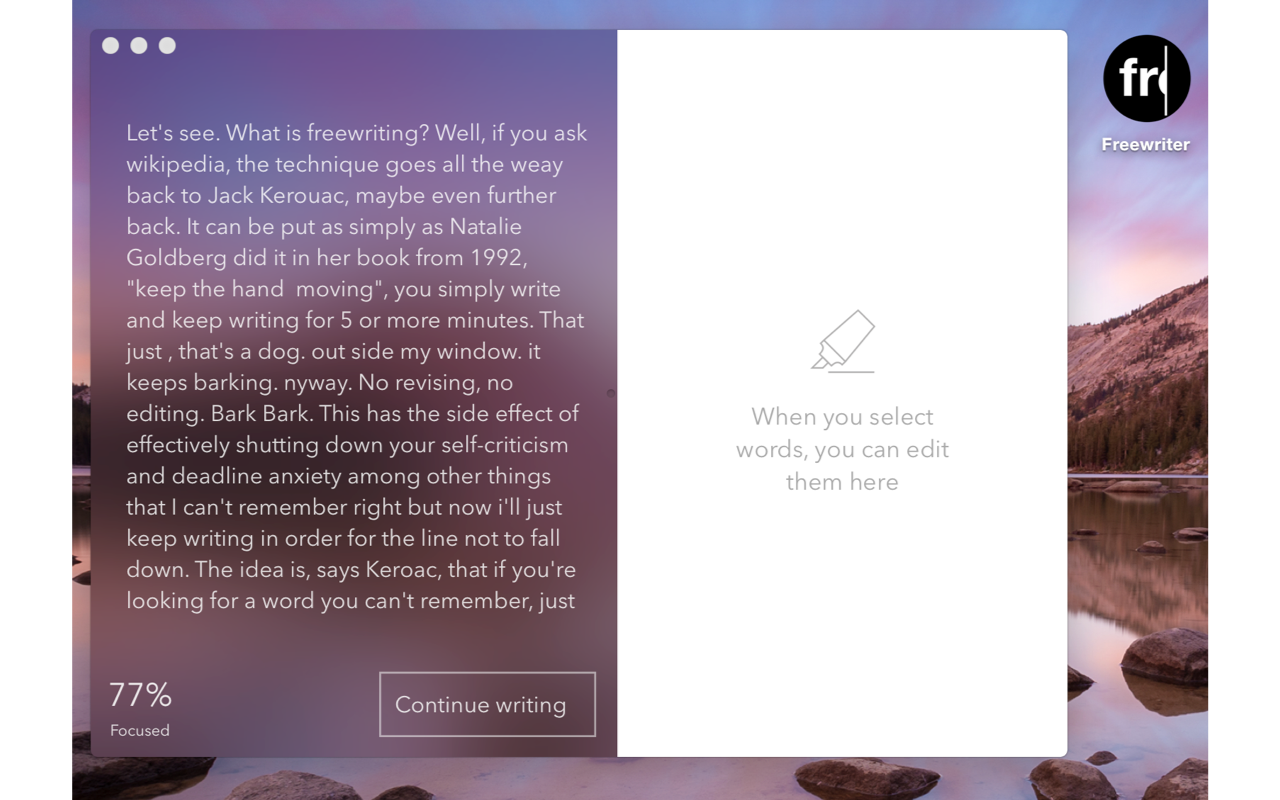 Let's see. What is freewriting? Well, if you ask
wikipedia, the technique goes all the weay
back to Jack Kerouac, maybe even further
back. It can be put as simply as Natalie
Goldberg did it in her book from 1992,
"keep the hand  moving", you simply write
and keep writing for 5 or more minutes. That
just , that's a dog. out side my window. it
keeps barking. nyway. No revising, no
editing. Bark Bark. This has the side effect of
effectively shutting down your self-criticism
and deadline anxiety among other things
that I can't remember right but now i'll just
keep writing in order for the line not to fall
down. The idea is, says Keroac, that if you're
looking for a word you can't remember, just
77%
Focused
Continue writing
When you select
words, you can edit
them here
fre
Freewriter